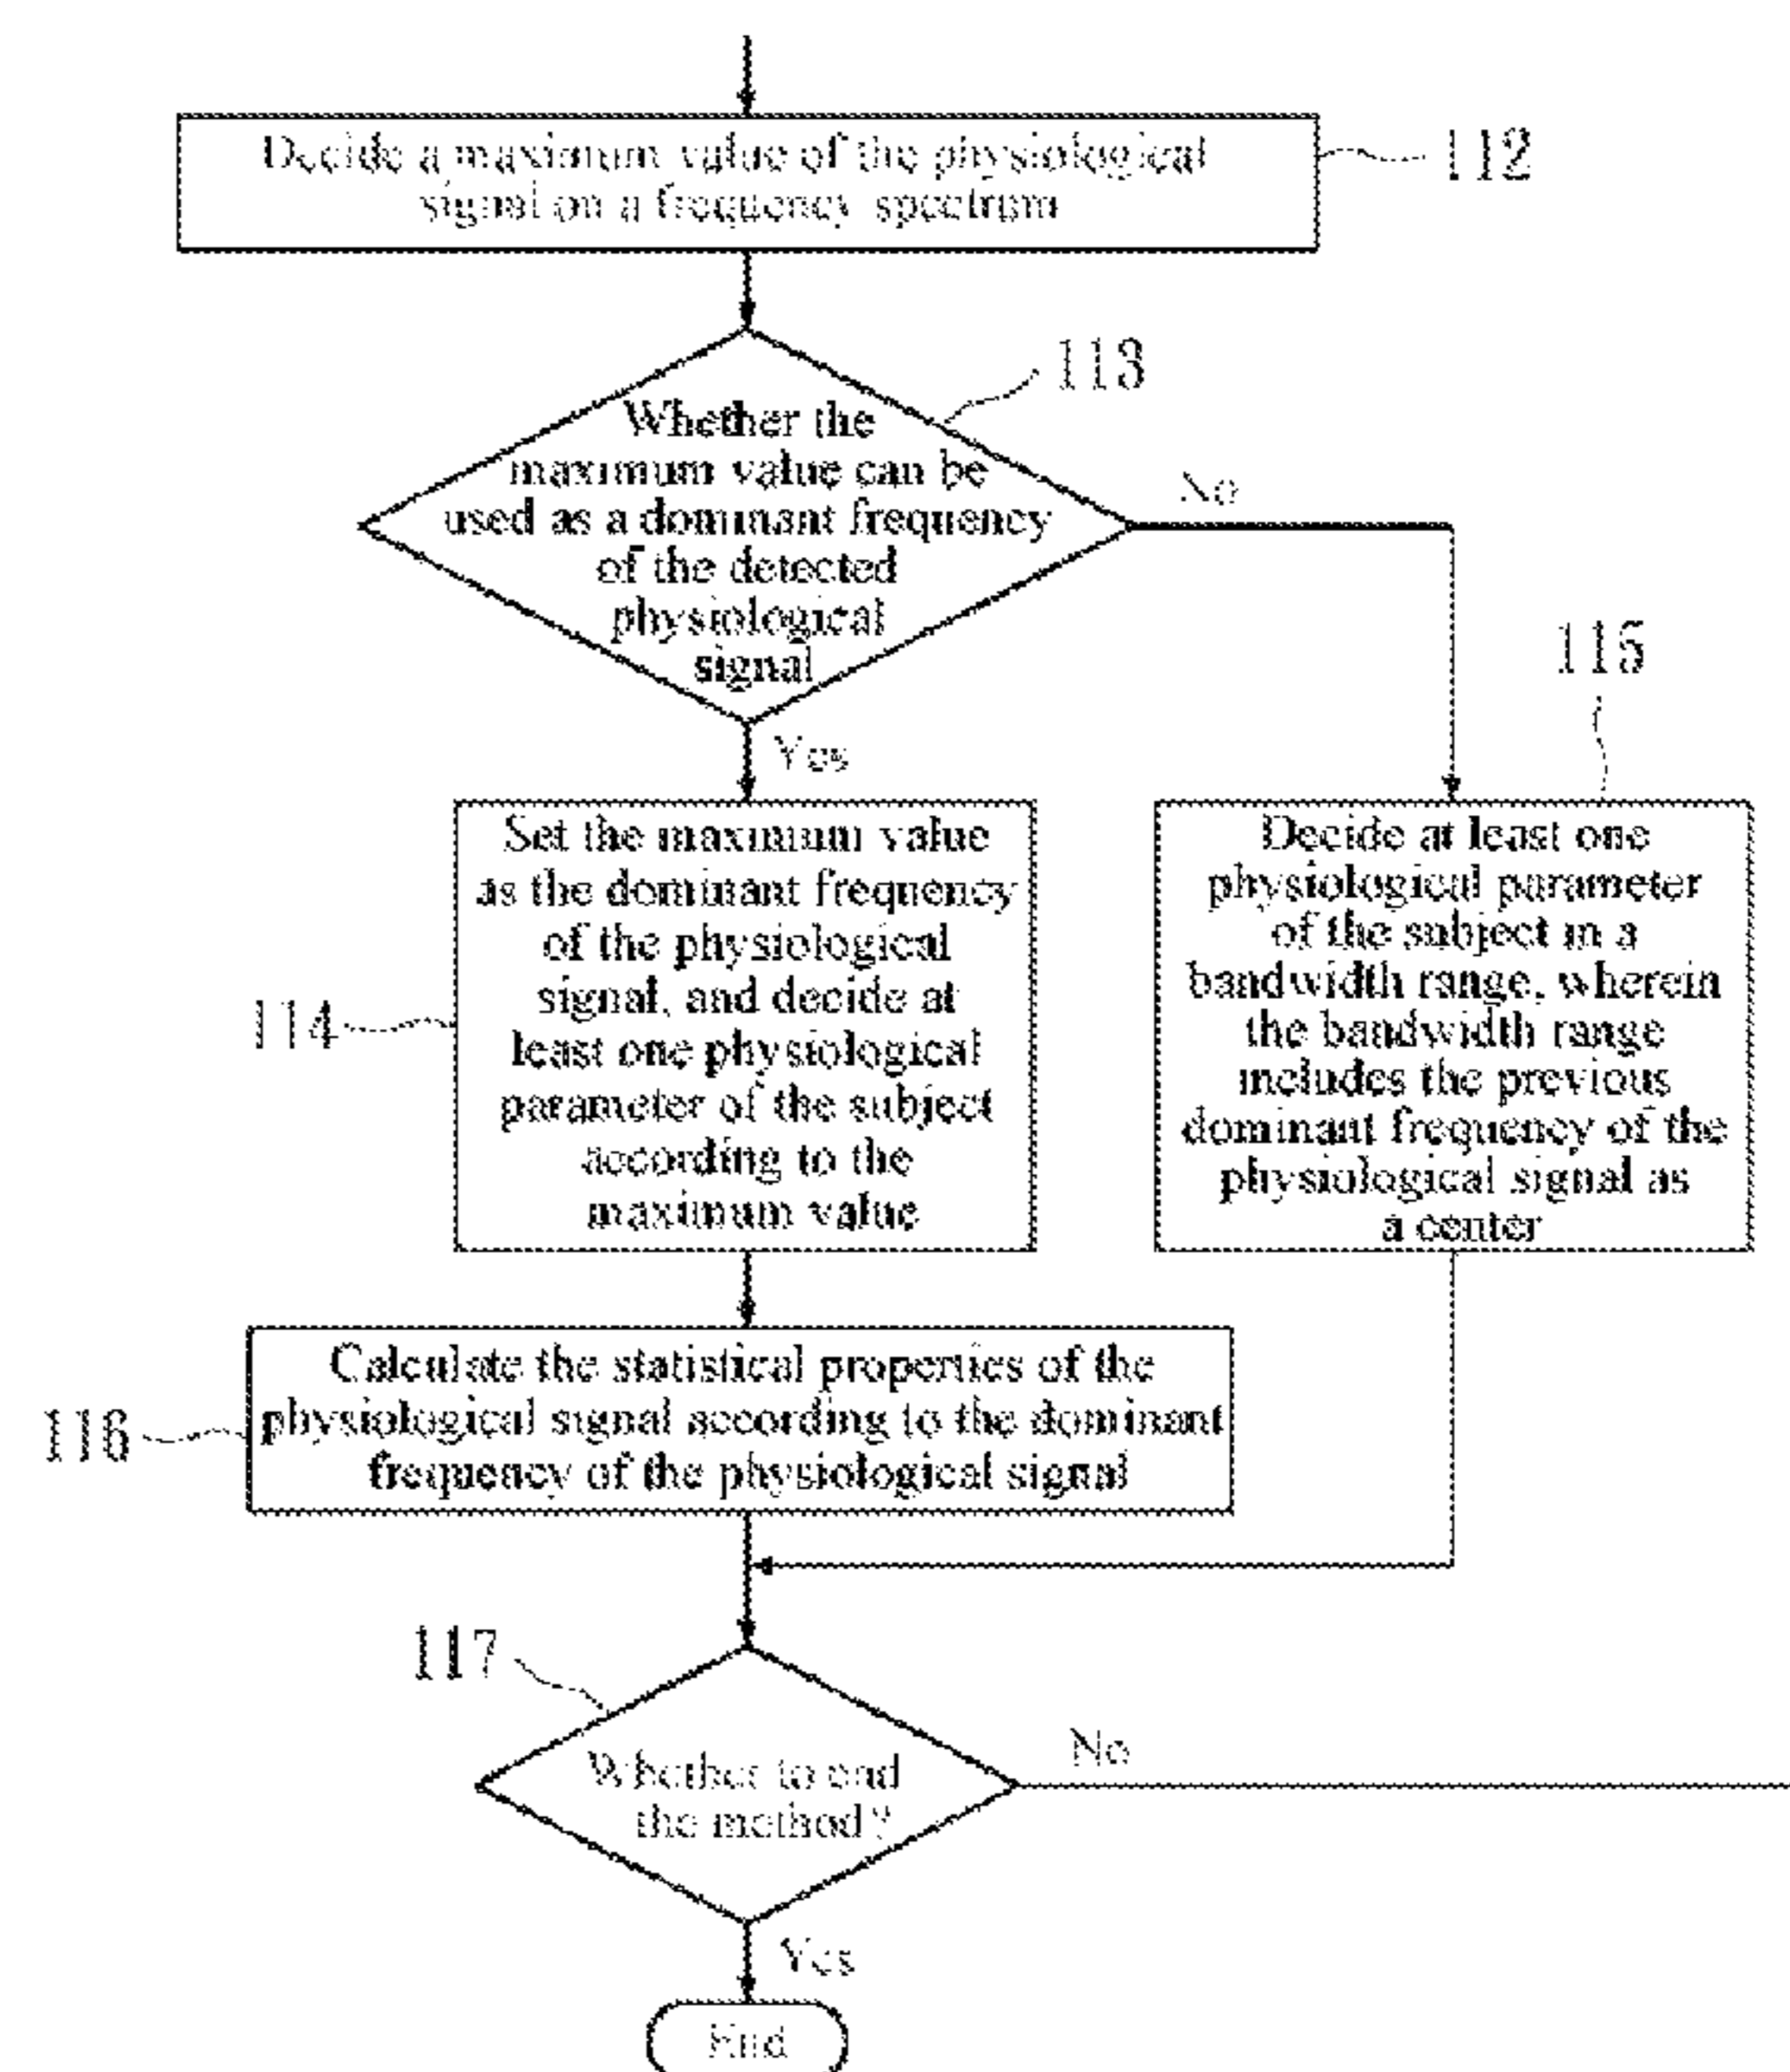 Decide a maximum value of the physiological
signal on a frequency spectrum
112
113
Whether the
maximum value can be
used as a dominant frequency
of the detected
physiological
signal
No
115
Yes
Set the maximum value
as the dominant frequency
of the physiological
signal, and decide at
least one physiological
parameter of the subject
according to the
maximum value
114
Decide at least one
physiological parameter
of the subject in a
bandwidth range, wherein
the bandwidth range
includes the previous
dominant frequency of the
physiological signal as
a center
Calculate the statistical properties of the
physiological signal according to the dominant
frequency of the physiological signal
116
117
Whether to end
the method?
No
Yes
End